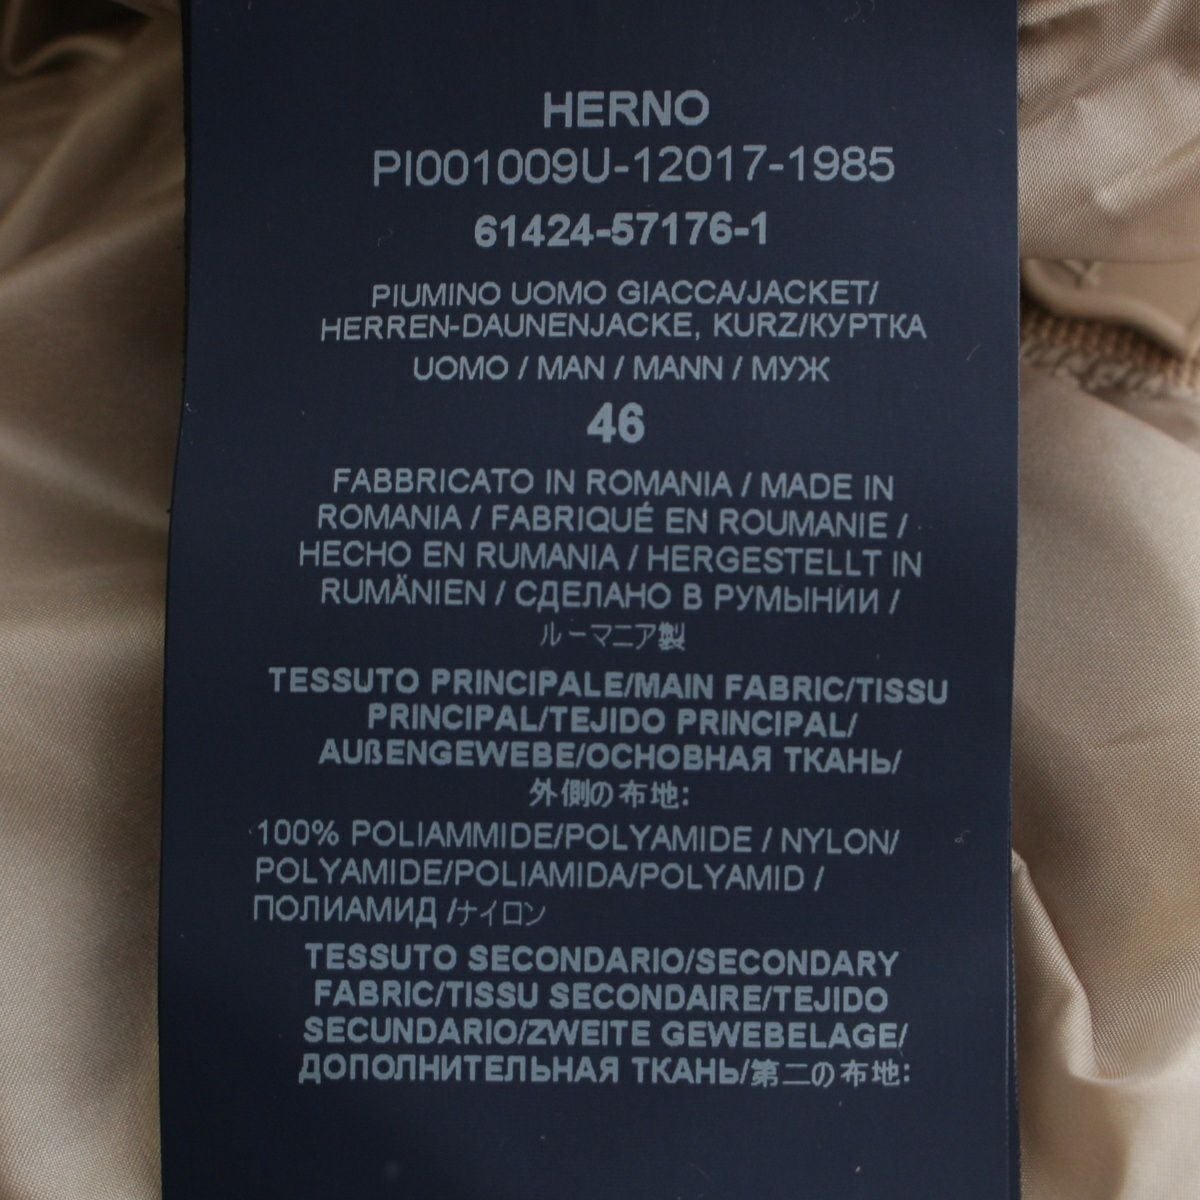 HERNO
PI001009U-12017-1985
61424-57176-1
PIUMINO UOMO GIACCA/JACKET/
HERREN-DAUNENJACKE, KURZ/КУРТКА
UOMO / MAN / MANN / МУЖ
46
FABBRICATO IN ROMANIA / MADE IN
ROMANIA / FABRIQUÉ EN ROUMANIE /
HECHO EN RUMANIA / HERGESTELLT IN
RUMÄNIEN / СДЕЛАНО В РУМЫНИИ /
ルーマニア製
TESSUTO PRINCIPALE/MAIN FABRIC/TISSU
PRINCIPAL/TEJIDO PRINCIPAL/
AUßENGEWEBE/ОСНОВНАЯ ТКАНЬ/
外側の布地:
100% POLIAMMIDE/POLYAMIDE / NYLON/
POLYAMIDE/POLIAMIDA/POLYAMID /
ПОЛИАМИД /ナイロン
TESSUTO SECONDARIO/SECONDARY
FABRIC/TISSU SECONDAIRE/TEJIDO
SECUNDARIO/ZWEITE GEWEBELAGE/
ДОПОЛНИТЕЛЬНАЯ ТКАНЬ/第二の布地: